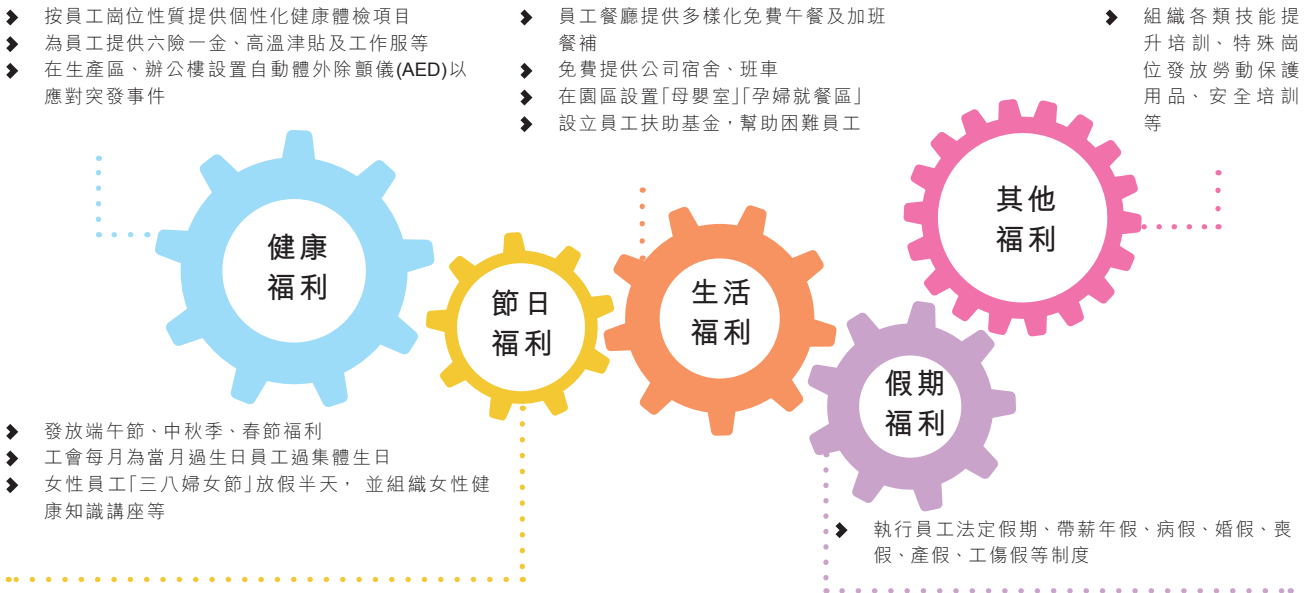 按員工崗位性質提供個性化健康體檢項目
為員工提供六險一金、高溫津貼及工作服等
在生產區、辦公樓設置自動體外除顫儀(AED)以
應對突發事件
員工餐廳提供多樣化免費午餐及加班
餐補
免費提供公司宿舍、班車
在園區設置「母嬰室」「孕婦就餐區」
設立員工扶助基金，幫助困難員工
組織各類技能提
升培訓、特殊崗
位發放勞動保護
用品、安全培訓
等
健康
福利
節日
福利
生活
福利
假期
福利
其他
福利
發放端午節、中秋季、春節福利
工會每月為當月過生日員工過集體生日
女性員工「三八婦女節」放假半天， 並組織女性健
康知識講座等
執行員工法定假期、帶薪年假、病假、婚假、喪
假、產假、工傷假等制度